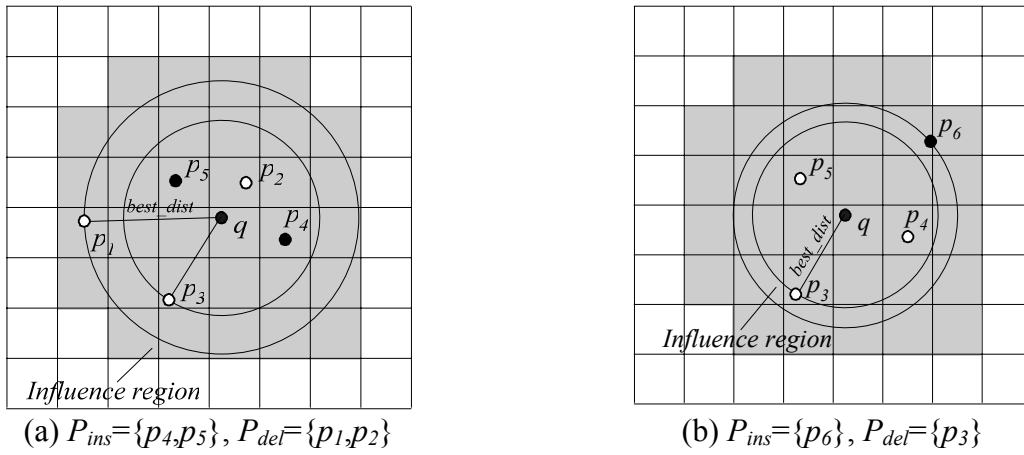 p5
p2
best_dist
q
p4
p1
p3
Influence region
(a) Pins={p4,p5}, Pdel={p1,p2}
p6
p5
q
p4
best_dist
p3
Influence region
(b) Pins={p6}, Pdel={p3}